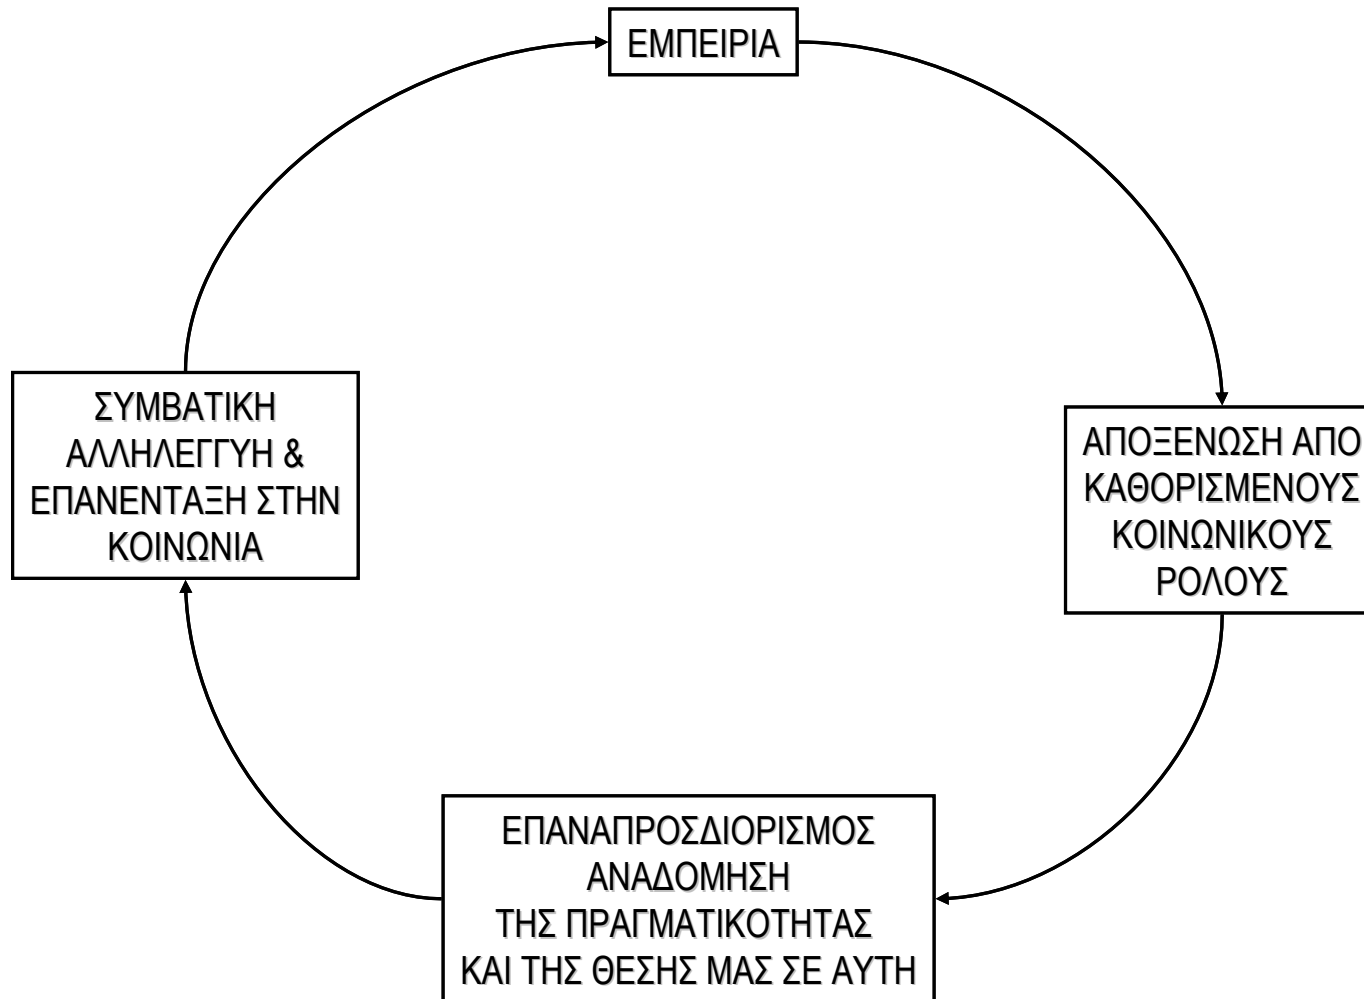 ΕΜΠΕΙΡΙΑ
ΣΥΜΒΑΤΙΚΗ
ΑΛΛΗΛΕΓΓΥΗ &
ΕΠΑΝΕΝΤΑΞΗ ΣΤΗΝ
ΚΟΙΝΩΝΙΑ
ΑΠΟΞΕΝΩΣΗ ΑΠΟ
ΚΑΘΟΡΙΣΜΕΝΟΥΣ
ΚΟΙΝΩΝΙΚΟΥΣ
ΡΟΛΟΥΣ
ΕΠΑΝΑΠΡΟΣΔΙΟΡΙΣΜΟΣ
ΑΝΑΔΟΜΗΣΗ
ΤΗΣ ΠΡΑΓΜΑΤΙΚΟΤΗΤΑΣ
ΚΑΙ ΤΗΣ ΘΕΣΗΣ ΜΑΣ ΣΕ ΑΥΤΗ